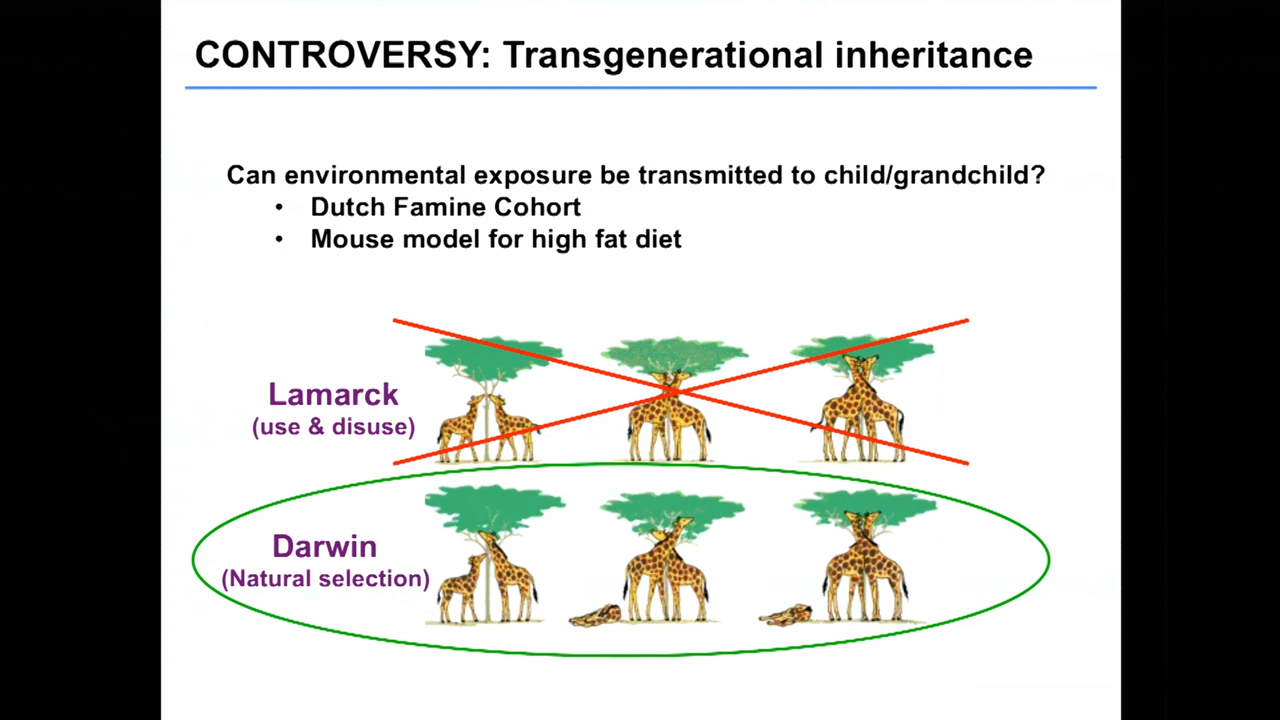 CONTROVERSY: Transgenerational inheritance
Can environmental exposure be transmitted to child/grandchild?
• Dutch Famine Cohort
• Mouse model for high fat diet
Lamarck
(use & disuse)
Darwin
(Natural selection)